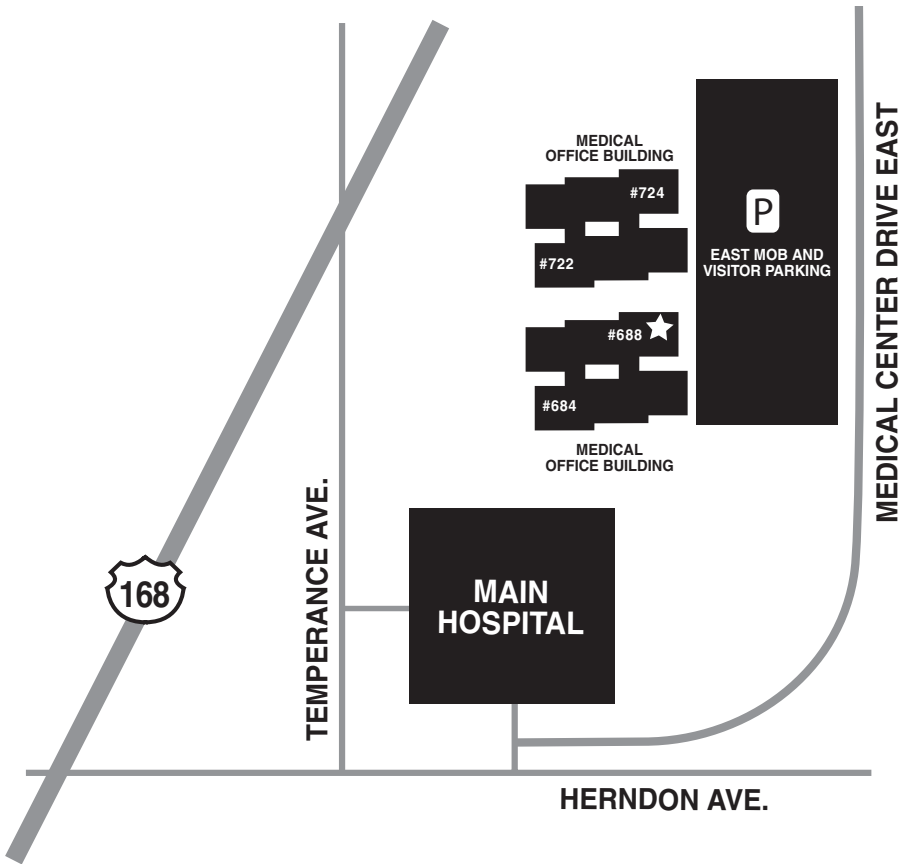 MEDICAL
OFFICE BUILDING
#724
P
#722
EAST MOB AND
VISITOR PARKING
MEDICAL CENTER DRIVE EAST
#688
#684
MEDICAL
OFFICE BUILDING
TEMPERANCE AVE.
168
MAIN
HOSPITAL
HERNDON AVE.